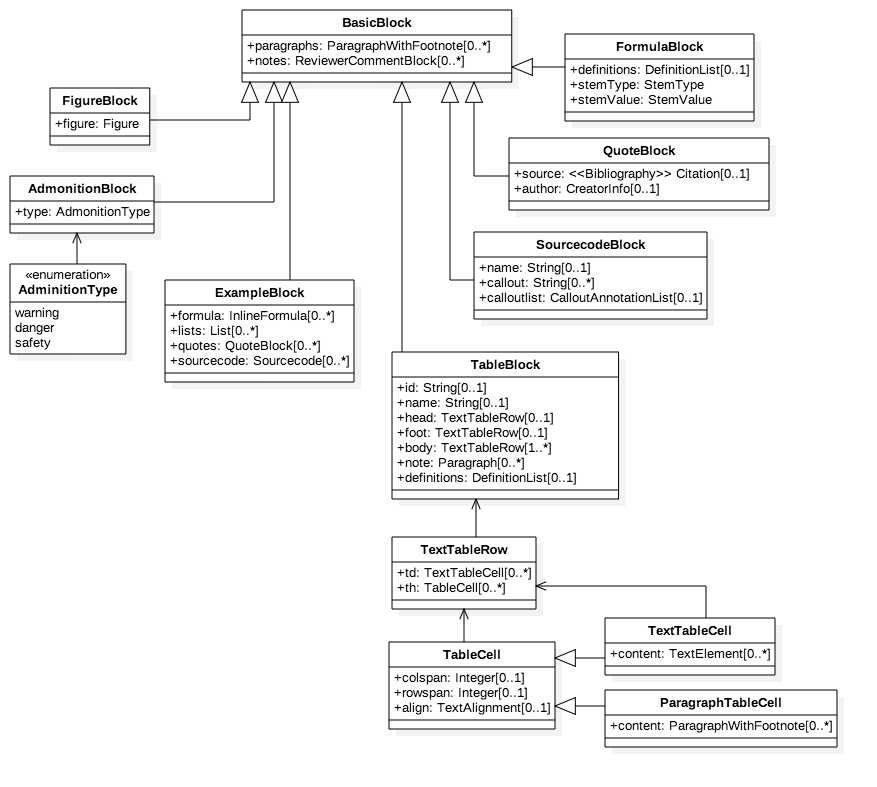 BasicBlock
+paragraphs: ParagraphWithFootnote[0..*]
+notes: ReviewerCommentBlock[0..*]
FormulaBlock
+definitions: DefinitionList[0..1]
+stemType: StemType
+stemValue: StemValue
FigureBlock
+figure: Figure
QuoteBlock
+source: <<Bibliography>> Citation[0..1]
+author: CreatorInfo[0..1]
AdmonitionBlock
+type: AdmonitionType
SourcecodeBlock
+name: String[0..1]
+callout: String[0..*]
+calloutlist: CalloutAnnotationList[0..1]
«enumeration»
AdminitionType
warning
danger
safety
ExampleBlock
+formula: InlineFormula[0..*]
+lists: List[0..*]
+quotes: QuoteBlock[0..*]
+sourcecode: Sourcecode[0..*]
TableBlock
+id: String[0..1]
+name: String[0..1]
+head: TextTableRow[0..1]
+foot: TextTableRow[0..1]
+body: TextTableRow[1..*]
+note: Paragraph[0..*]
+definitions: DefinitionList[0..1]
TextTableRow
+td: TextTableCell[0..*]
+th: TableCell[0..*]
TextTableCell
+content: TextElement[0..*]
TableCell
+colspan: Integer[0..1]
+rowspan: Integer[0..1]
+align: TextAlignment[0..1]
ParagraphTableCell
+content: ParagraphWithFootnote[0..*]